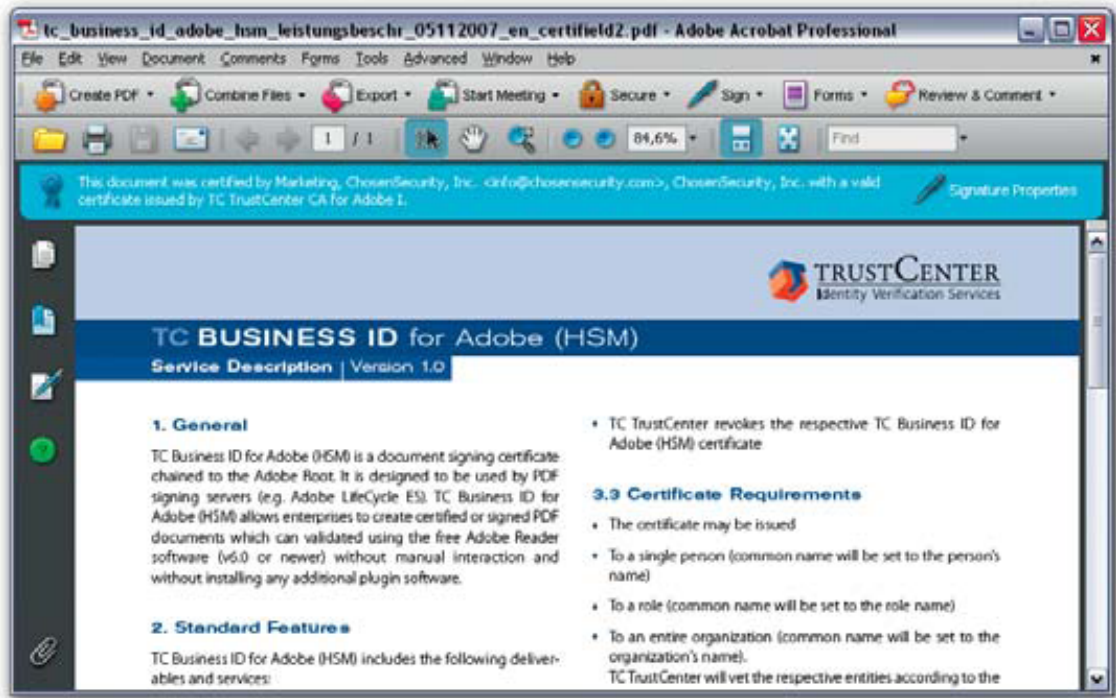 tc_business_id_adobe_hsm_leistungsbeschr_05112007_en_certifield2.pdf - Adobe Acrobat Professional
File Edit View Document Comments Forms Tools Advanced Window Help
Create PDF Combine Files Export Start Meeting Secure Sign Forms Review & Comment
1 / 1 84,6% Find
This document was certified by Marketing, ChosenSecurity, Inc. <info@chosensecurity.com>, ChosenSecurity, Inc. with a valid
certificate issued by TC TrustCenter CA for Adobe I.
Signature Properties
TRUSTCENTER
Identity Verification Services
TC BUSINESS ID for Adobe (HSM)
Service Description | Version 1.0
1. General
TC Business ID for Adobe (HSM) is a document signing certificate
chained to the Adobe Root. It is designed to be used by PDF
signing servers (e.g. Adobe LifeCycle ES). TC Business ID for
Adobe (HSM) allows enterprises to create certified or signed PDF
documents which can validated using the free Adobe Reader
software (v6.0 or newer) without manual interaction and
without installing any additional plugin software.
2. Standard Features
TC Business ID for Adobe (HSM) includes the following deliver-
ables and services:
• TC TrustCenter revokes the respective TC Business ID for
Adobe (HSM) certificate
3.3 Certificate Requirements
• The certificate may be issued
• To a single person (common name will be set to the person's
name)
• To a role (common name will be set to the role name)
• To an entire organization (common name will be set to the
organization's name).
TC TrustCenter will vet the respective entities according to the